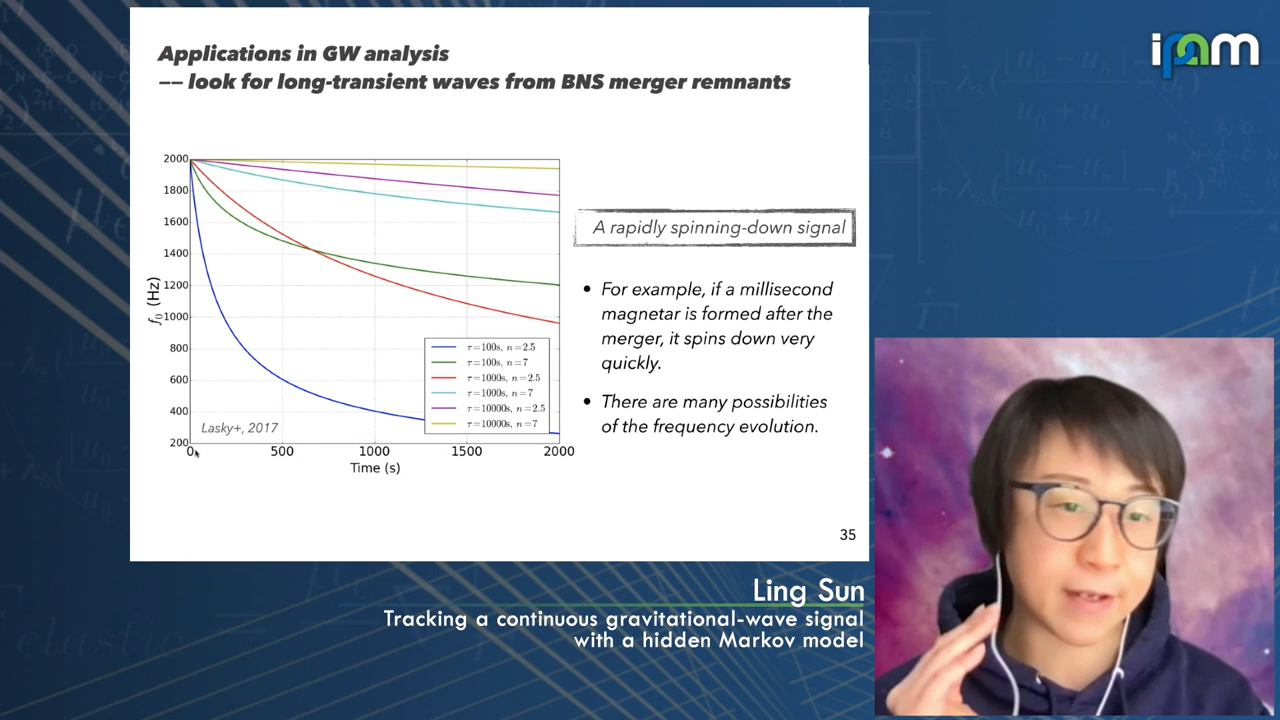 Applications in GW analysis
–– look for long-transient waves from BNS merger remnants
ipam
2000
1800
1600
1400
1200
1000
800
600
400
200
f₀ (Hz)
τ=100s, n=2.5
τ=100s, n=7
τ=1000s, n=2.5
τ=1000s, n=7
τ=10000s, n=2.5
τ=10000s, n=7
Lasky+, 2017
0 500 1000 1500 2000
Time (s)
A rapidly spinning-down signal
• For example, if a millisecond
magnetar is formed after the
merger, it spins down very
quickly.
• There are many possibilities
of the frequency evolution.
35
Ling Sun
Tracking a continuous gravitational-wave signal
with a hidden Markov model